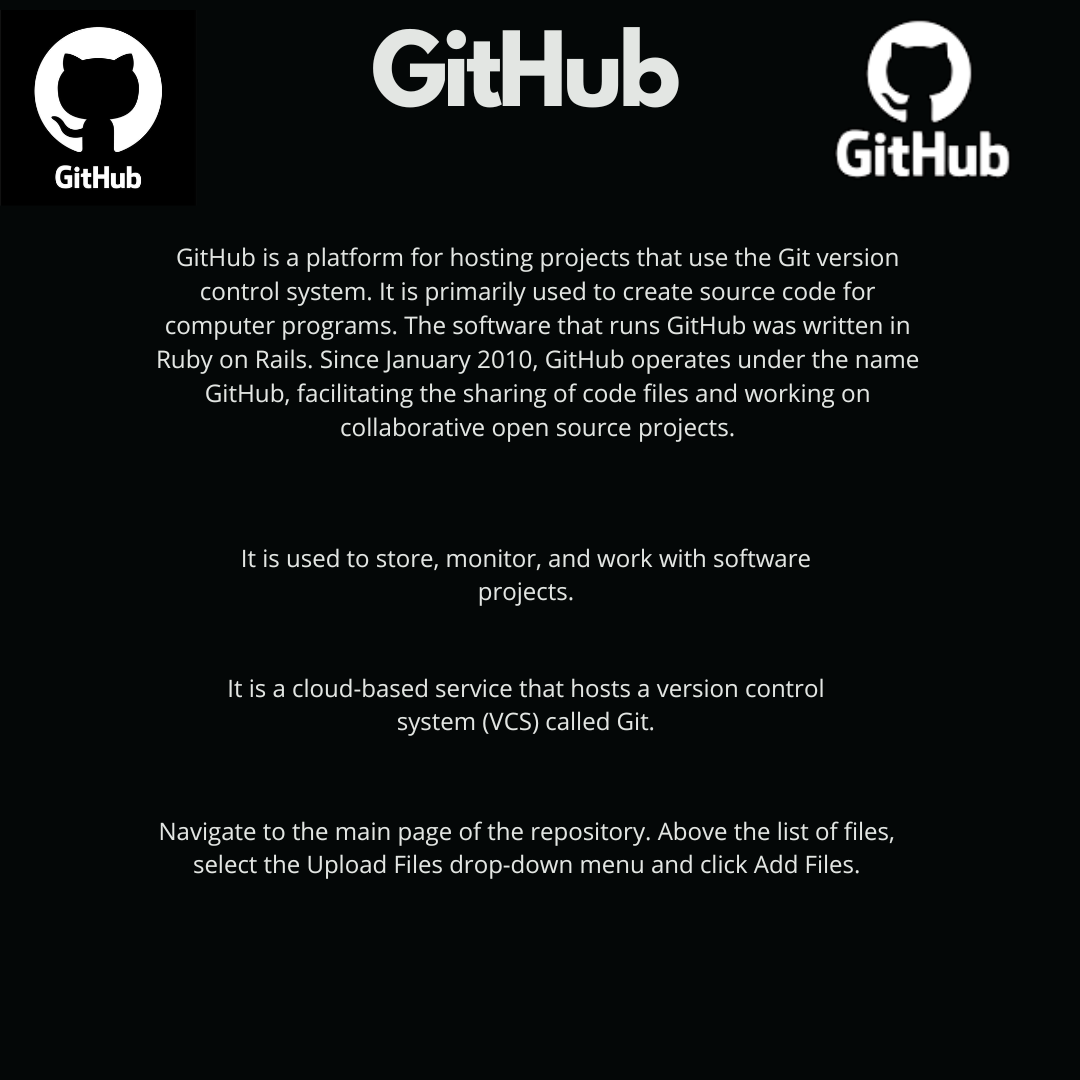 GitHub
GitHub
GitHub
GitHub is a platform for hosting projects that use the Git version
control system. It is primarily used to create source code for
computer programs. The software that runs GitHub was written in
Ruby on Rails. Since January 2010, GitHub operates under the name
GitHub, facilitating the sharing of code files and working on
collaborative open source projects.
It is used to store, monitor, and work with software
projects.
It is a cloud-based service that hosts a version control
system (VCS) called Git.
Navigate to the main page of the repository. Above the list of files,
select the Upload Files drop-down menu and click Add Files.